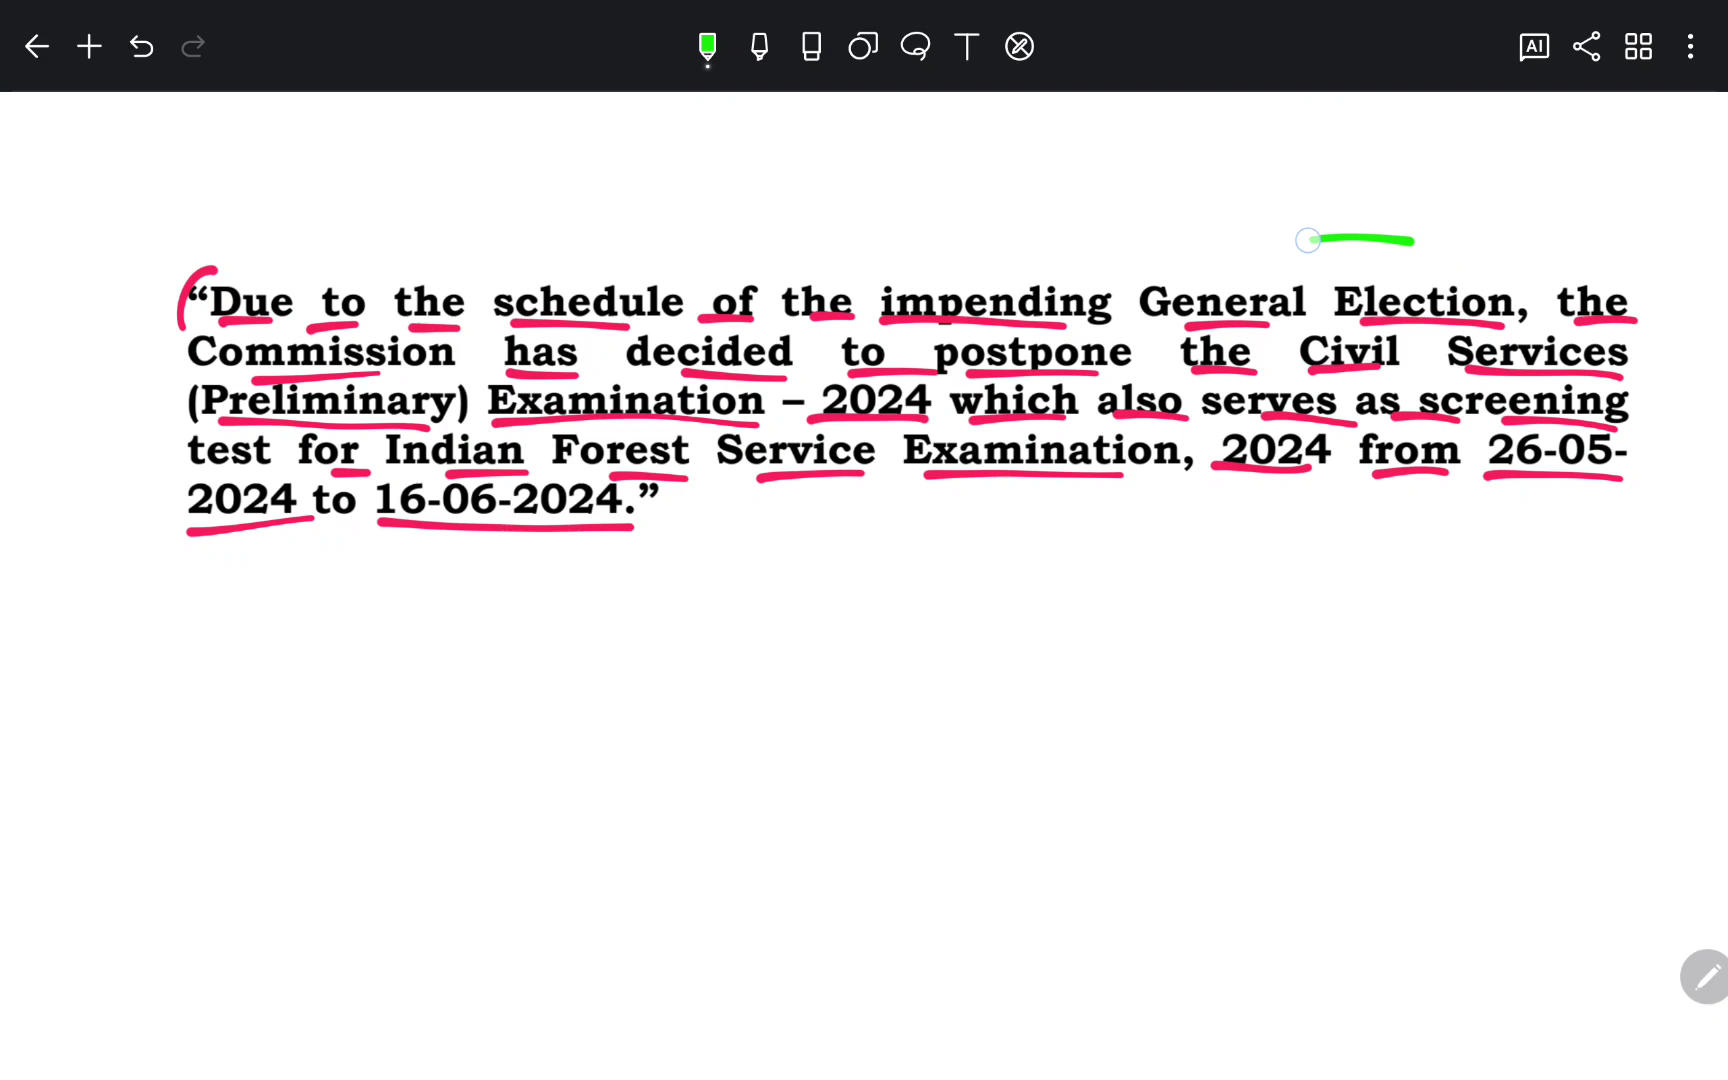 AI
“Due to the schedule of the impending General Election, the
Commission has decided to postpone the Civil Services
(Preliminary) Examination – 2024 which also serves as screening
test for Indian Forest Service Examination, 2024 from 26-05-
2024 to 16-06-2024.”